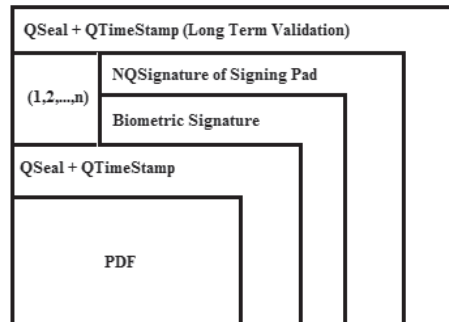 QSeal + QTimeStamp (Long Term Validation)
NQSignature of Signing Pad
(1,2,...,n)
Biometric Signature
QSeal + QTimeStamp
PDF